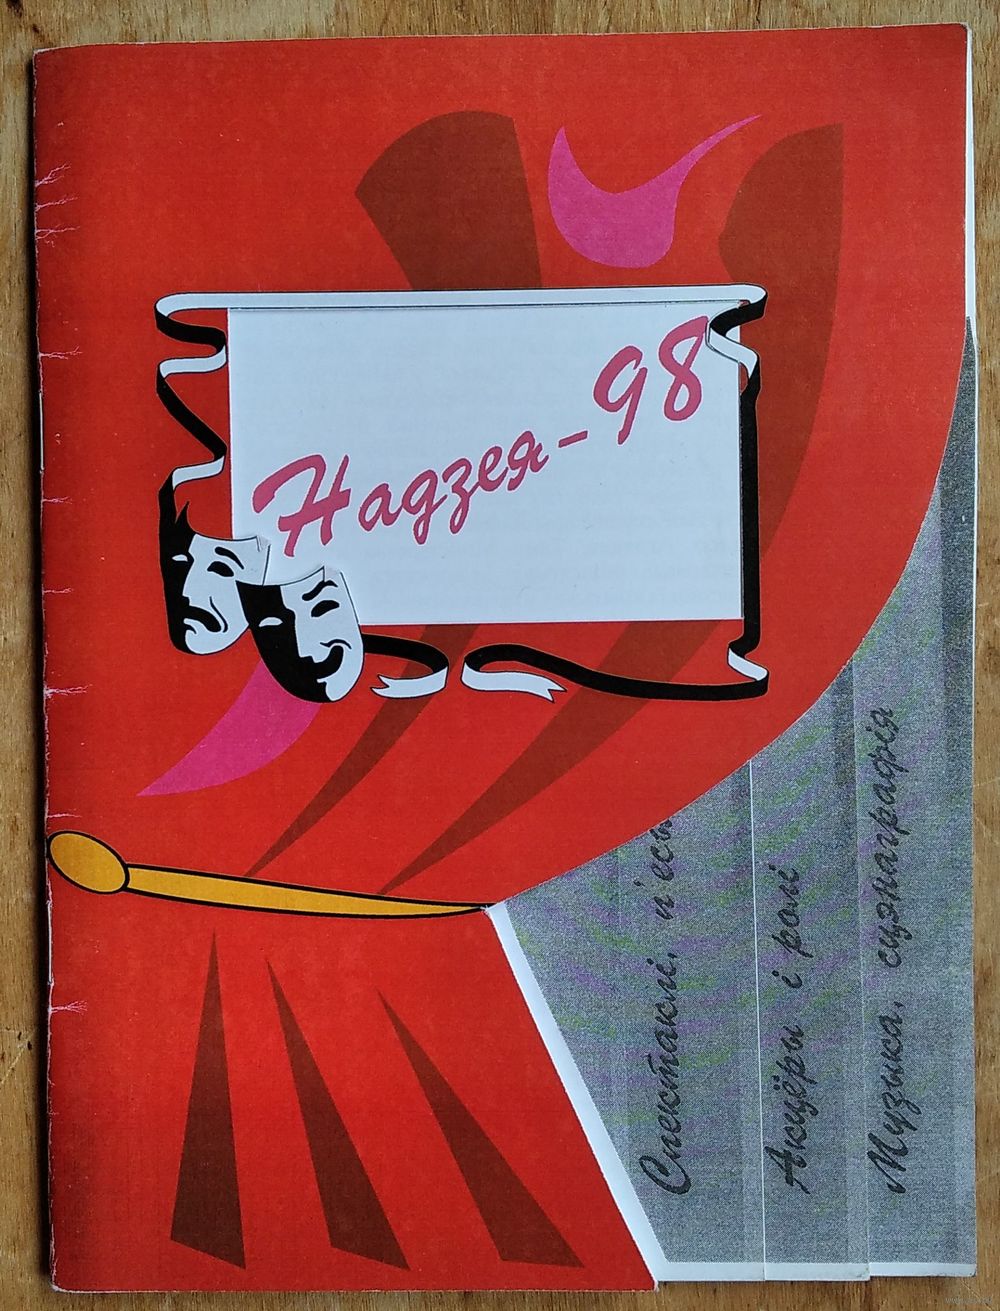 Надзея-98
Спектаклі, п'есы
Акцёры і ролі
Музыка, сцэнаграфія